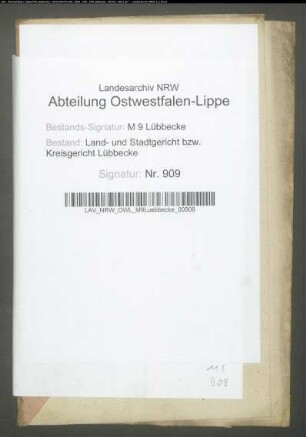 Landesarchiv NRW
Abteilung Ostwestfalen-Lippe
Bestands-Signatur: M 9 Lübbecke
Bestand: Land- und Stadtgericht bzw.
Kreisgericht Lübbecke
Signatur: Nr. 909
LAV_NRW_OWL_M9Luebbecke_00909
909